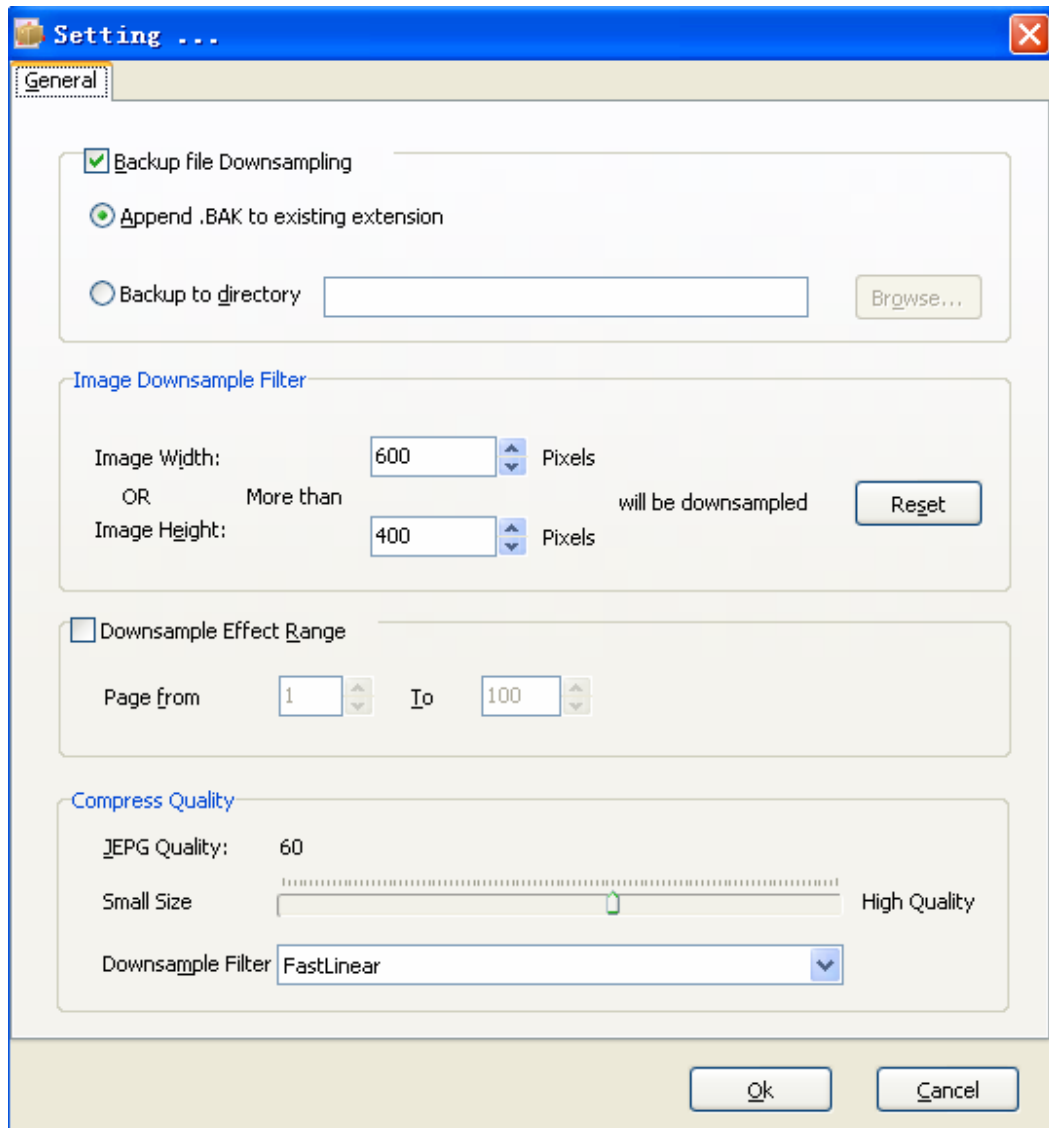 Setting ...
General
Backup file Downsampling
Append .BAK to existing extension
Backup to directory Browse...
Image Downsample Filter
Image Width: 600 Pixels
OR More than will be downsampled Reset
Image Height: 400 Pixels
Downsample Effect Range
Page from 1 To 100
Compress Quality
JEPG Quality: 60
Small Size High Quality
Downsample Filter FastLinear
Ok Cancel